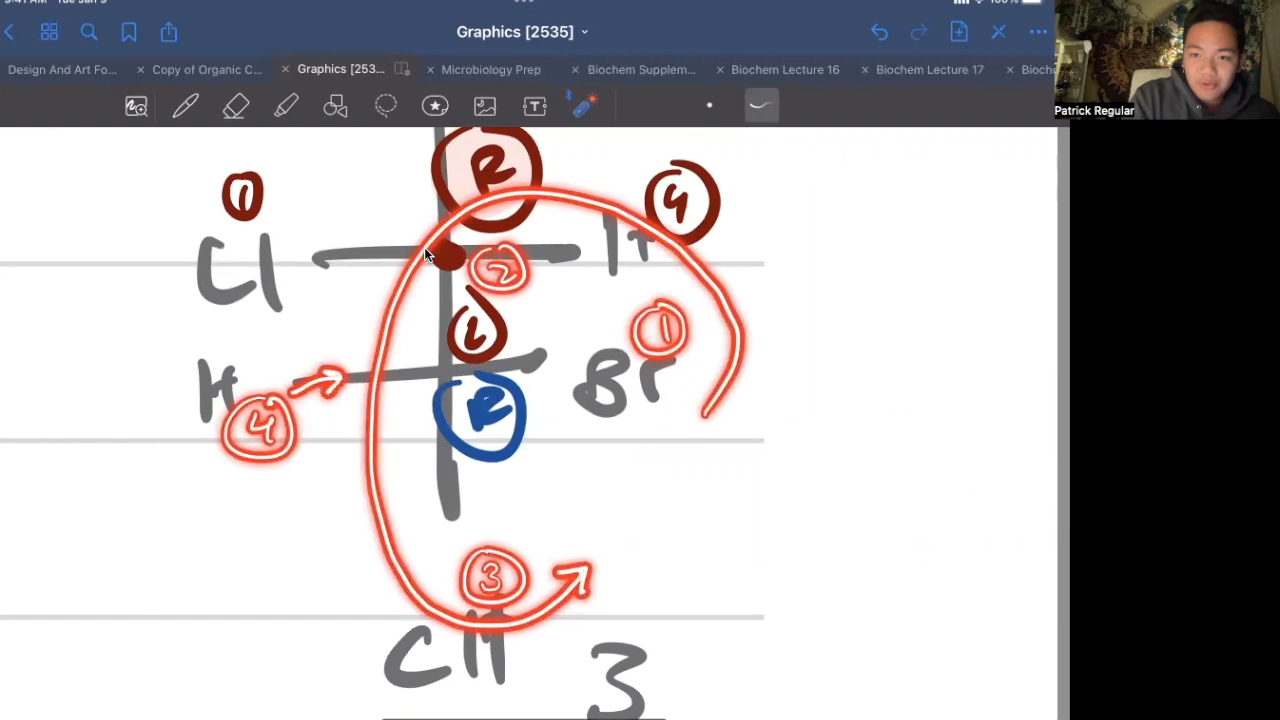 Graphics [2535]
Design And Art Fo... Copy of Organic C... Graphics [253... Microbiology Prep Biochem Supplem... Biochem Lecture 16 Biochem Lecture 17
Patrick Regular
R
1 4
Cl H
2
1
2
H Br
4 R
3
CH
3